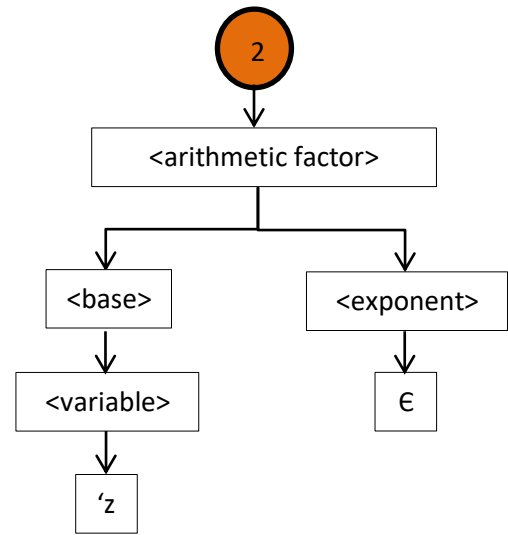 2
<arithmetic factor>
<base>
<exponent>
<variable>
Є
‘z